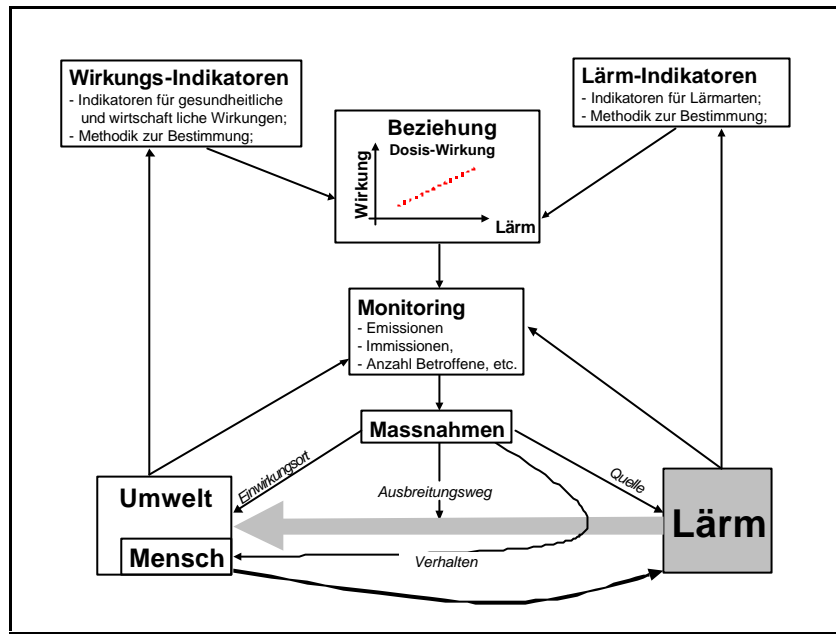 Wirkungs-Indikatoren
- Indikatoren für gesundheitliche
und wirtschaft liche Wirkungen;
- Methodik zur Bestimmung;
Lärm-Indikatoren
- Indikatoren für Lärmarten;
- Methodik zur Bestimmung;
Beziehung
Dosis-Wirkung
Wirkung
Lärm
Monitoring
- Emissionen
- Immissionen,
- Anzahl Betroffene, etc.
Massnahmen
Einwirkungsort
Ausbreitungsweg
Quelle
Umwelt
Mensch
Verhalten
Lärm